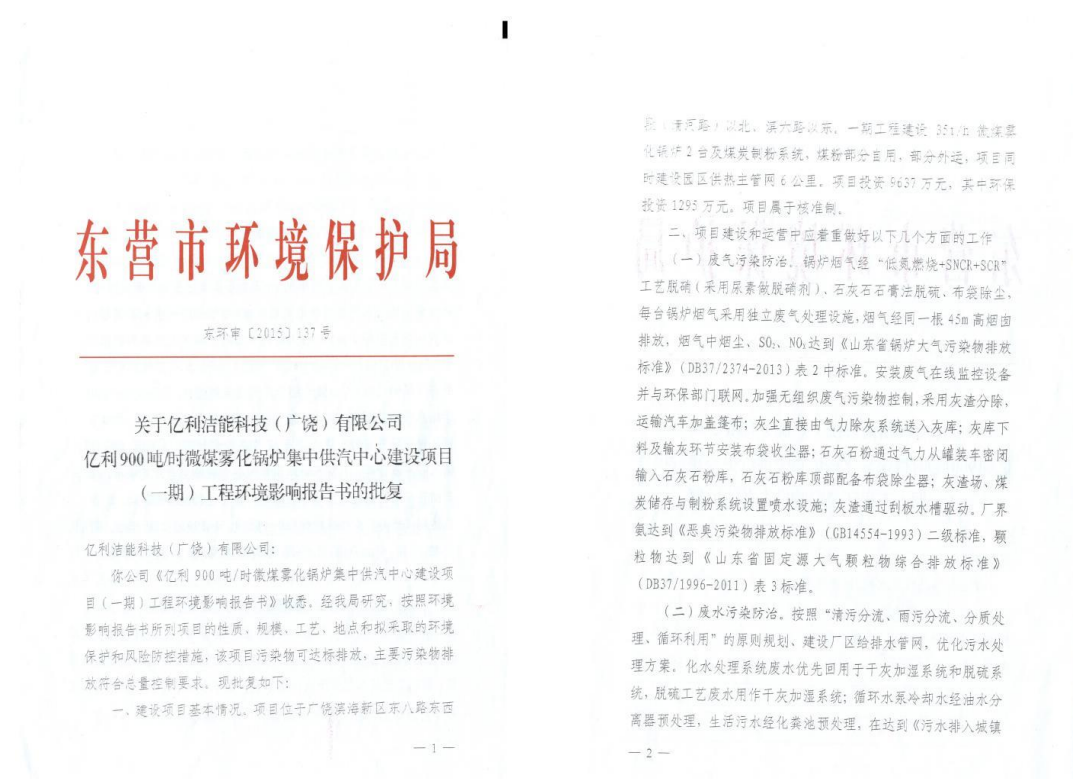 东营市环境保护局
东环审〔2015〕137号
关于亿利洁能科技（广饶）有限公司
亿利900吨/时微煤雾化锅炉集中供汽中心建设项目
（一期）工程环境影响报告书的批复
亿利洁能科技（广饶）有限公司：
你公司《亿利900吨/时微煤雾化锅炉集中供汽中心建设项
目（一期）工程环境影响报告书》收悉。经我局研究，按照环境
影响报告书所列项目的性质、规模、工艺、地点和拟采取的环境
保护和风险防控措施，该项目污染物可达标排放，主要污染物排
放符合总量控制要求。现批复如下：
一、建设项目基本情况。项目位于广饶滨海新区东八路东西
—1—
（清河路）以北、滨六路以东，一期工程建设35t/h微煤雾
化锅炉2台及煤炭制粉系统，煤粉部分自用，部分外运，项目同
时建设园区供热主管网6公里。项目投资9637万元，其中环保
投资1295万元。项目属于核准制。
二、项目建设和运营中应着重做好以下几个方面的工作
（一）废气污染防治。锅炉烟气经“低氮燃烧+SNCR+SCR”
工艺脱硝（采用尿素做脱硝剂）、石灰石石膏法脱硫、布袋除尘，
每台锅炉烟气采用独立废气处理设施，烟气经同一根45m高烟囱
排放，烟气中烟尘、SO₂、NOₓ达到《山东省锅炉大气污染物排放
标准》（DB37/2374-2013）表2中标准。安装废气在线监控设备
并与环保部门联网。加强无组织废气污染物控制，采用灰渣分除，
运输汽车加盖篷布；灰尘直接由气力除灰系统送入灰库；灰库下
料及输灰环节安装布袋收尘器；石灰石粉通过气力从罐装车密闭
输入石灰石粉库，石灰石粉库顶部配备布袋除尘器；灰渣场、煤
炭储存与制粉系统设置喷水设施；灰渣通过刮板水槽驱动。厂界
氨达到《恶臭污染物排放标准》（GB14554-1993）二级标准，颗
粒物达到《山东省固定源大气颗粒物综合排放标准》
（DB37/1996-2011）表3标准。
（二）废水污染防治。按照“清污分流、雨污分流、分质处
理、循环利用”的原则规划、建设厂区给排水管网，优化污水处
理方案。化水处理系统废水优先回用于干灰加湿系统和脱硫系
统，脱硫工艺废水用作干灰加湿系统；循环水泵冷却水经油水分
离器预处理，生活污水经化粪池预处理，在达到《污水排入城镇
—2—